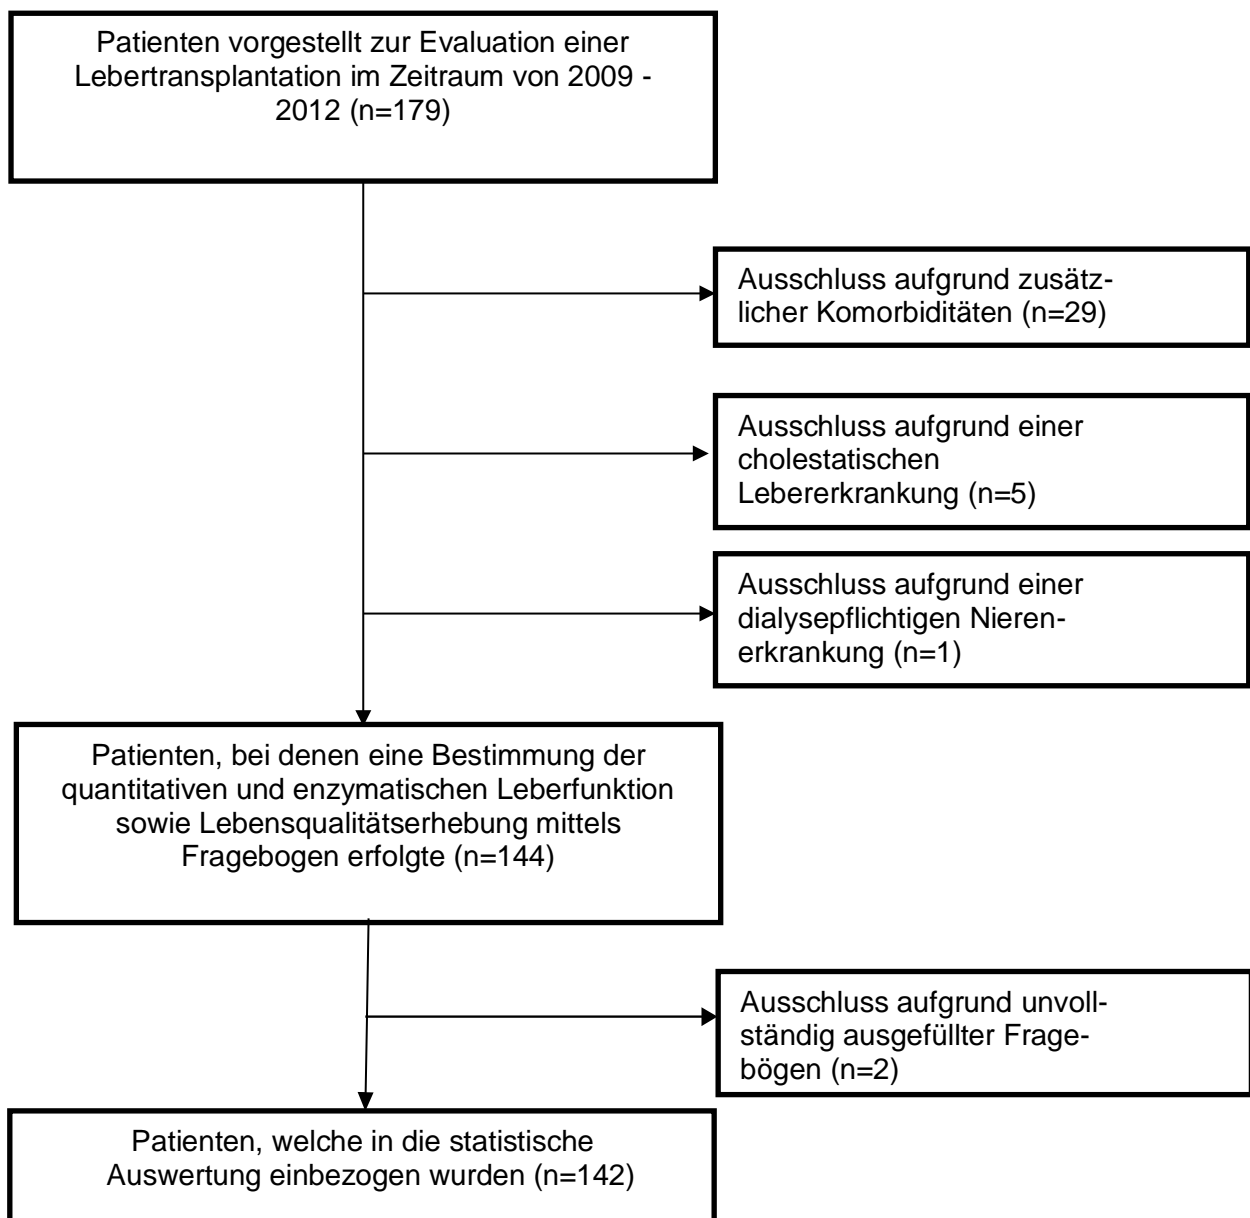 Patienten vorgestellt zur Evaluation einer
Lebertransplantation im Zeitraum von 2009 -
2012 (n=179)
Ausschluss aufgrund zusätz-
licher Komorbiditäten (n=29)
Ausschluss aufgrund einer
cholestatischen
Lebererkrankung (n=5)
Ausschluss aufgrund einer
dialysepflichtigen Nieren-
erkrankung (n=1)
Patienten, bei denen eine Bestimmung der
quantitativen und enzymatischen Leberfunktion
sowie Lebensqualitätserhebung mittels
Fragebogen erfolgte (n=144)
Ausschluss aufgrund unvoll-
ständig ausgefüllter Frage-
bögen (n=2)
Patienten, welche in die statistische
Auswertung einbezogen wurden (n=142)